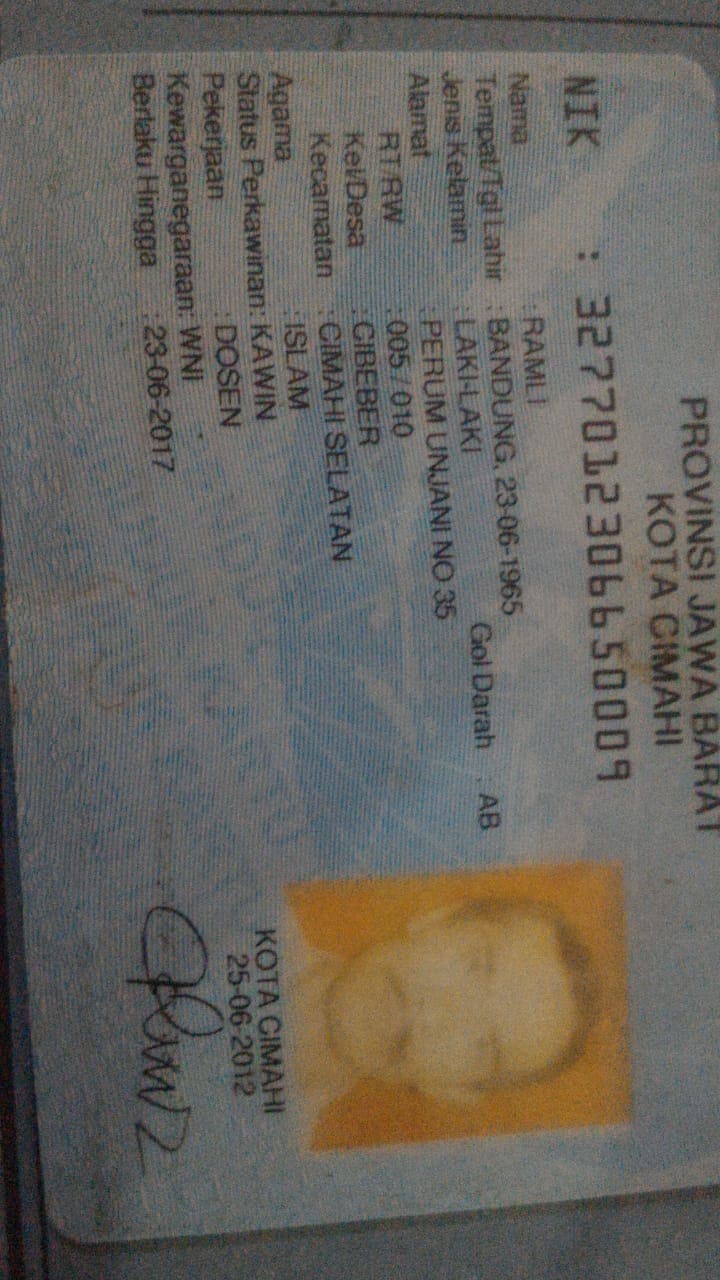 PROVINSI JAWA BARAT
KOTA CIMAHI
NIK : 3277012306650009
Nama : RAMLI
Tempat/Tgl Lahir : BANDUNG, 23-06-1965
Jenis Kelamin : LAKI-LAKI Gol Darah : AB
Alamat : PERUM UNJANI NO 35
RT/RW : 005 / 010
Kel/Desa : CIBEBER
Kecamatan : CIMAHI SELATAN
Agama : ISLAM
Status Perkawinan: KAWIN
Pekerjaan : DOSEN
Kewarganegaraan: WNI
Berlaku Hingga : 23-06-2017
KOTA CIMAHI
25-06-2012